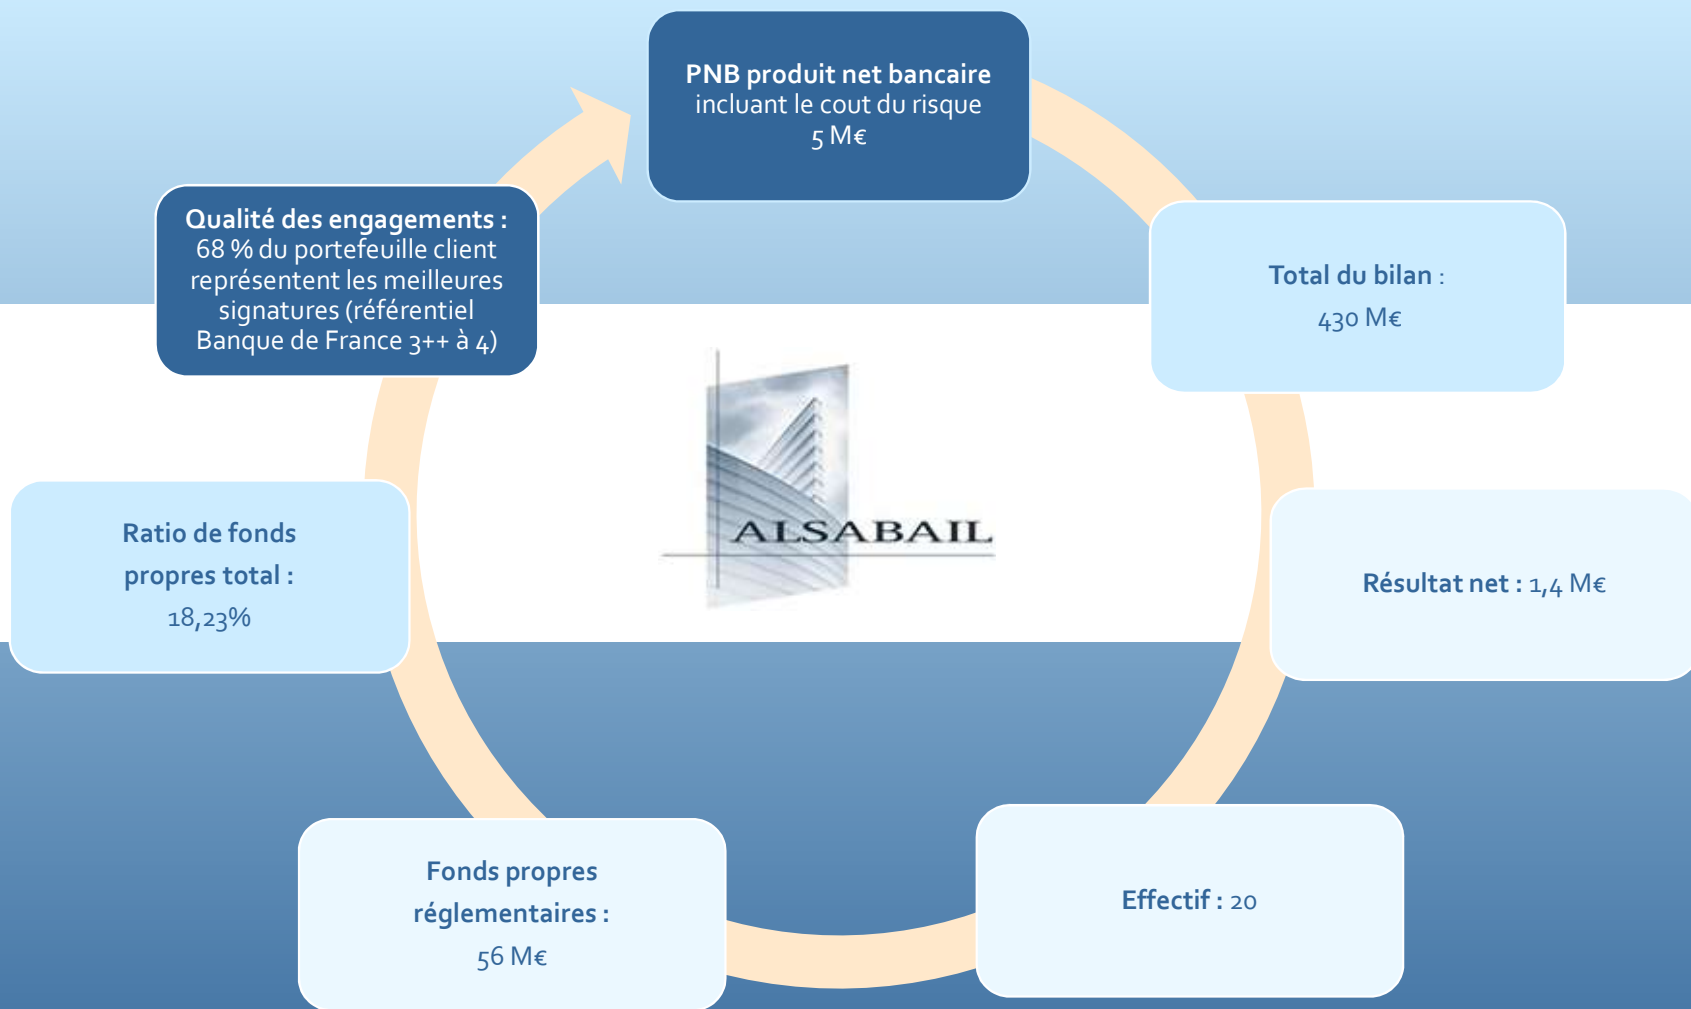 PNB produit net bancaire
incluant le cout du risque
5 M€
Total du bilan :
430 M€
Résultat net : 1,4 M€
Effectif : 20
Fonds propres
réglementaires :
56 M€
Ratio de fonds
propres total :
18,23%
Qualité des engagements :
68 % du portefeuille client
représentent les meilleures
signatures (référentiel
Banque de France 3++ à 4)
ALSABAIL